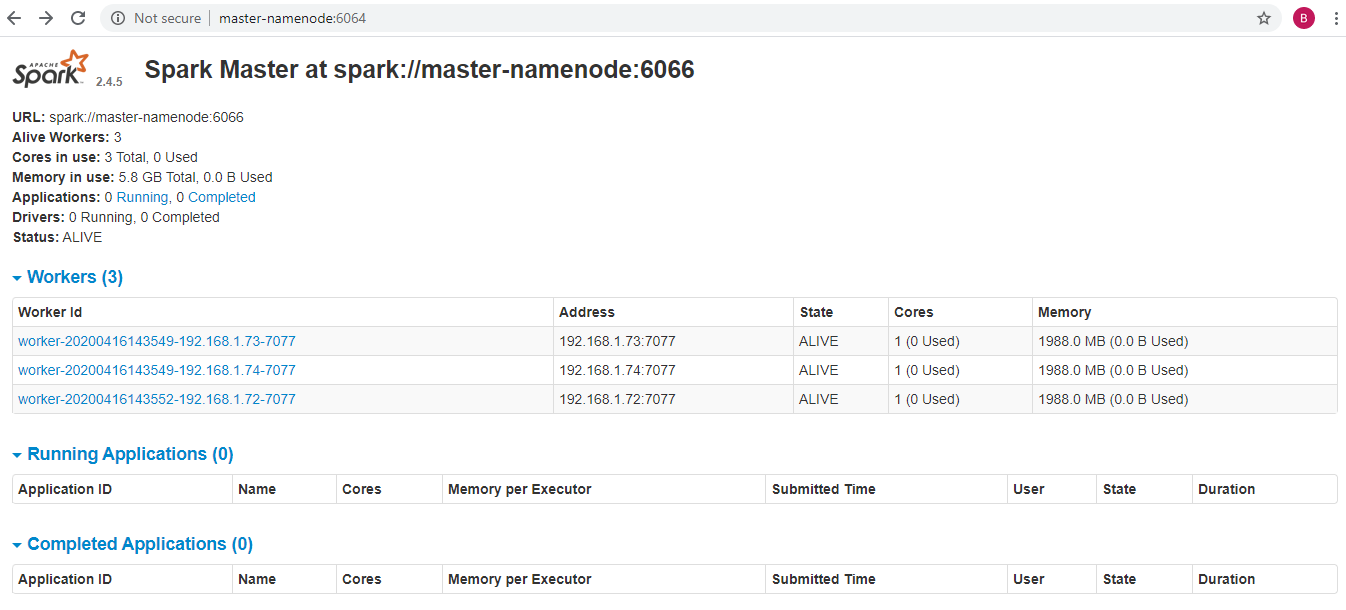 Not secure | master-namenode:6064
B
APACHE
Spark 2.4.5 Spark Master at spark://master-namenode:6066
URL: spark://master-namenode:6066
Alive Workers: 3
Cores in use: 3 Total, 0 Used
Memory in use: 5.8 GB Total, 0.0 B Used
Applications: 0 Running, 0 Completed
Drivers: 0 Running, 0 Completed
Status: ALIVE
Workers (3)
Worker Id Address State Cores Memory
worker-20200416143549-192.168.1.73-7077 192.168.1.73:7077 ALIVE 1 (0 Used) 1988.0 MB (0.0 B Used)
worker-20200416143549-192.168.1.74-7077 192.168.1.74:7077 ALIVE 1 (0 Used) 1988.0 MB (0.0 B Used)
worker-20200416143552-192.168.1.72-7077 192.168.1.72:7077 ALIVE 1 (0 Used) 1988.0 MB (0.0 B Used)
Running Applications (0)
Application ID Name Cores Memory per Executor Submitted Time User State Duration
Completed Applications (0)
Application ID Name Cores Memory per Executor Submitted Time User State Duration